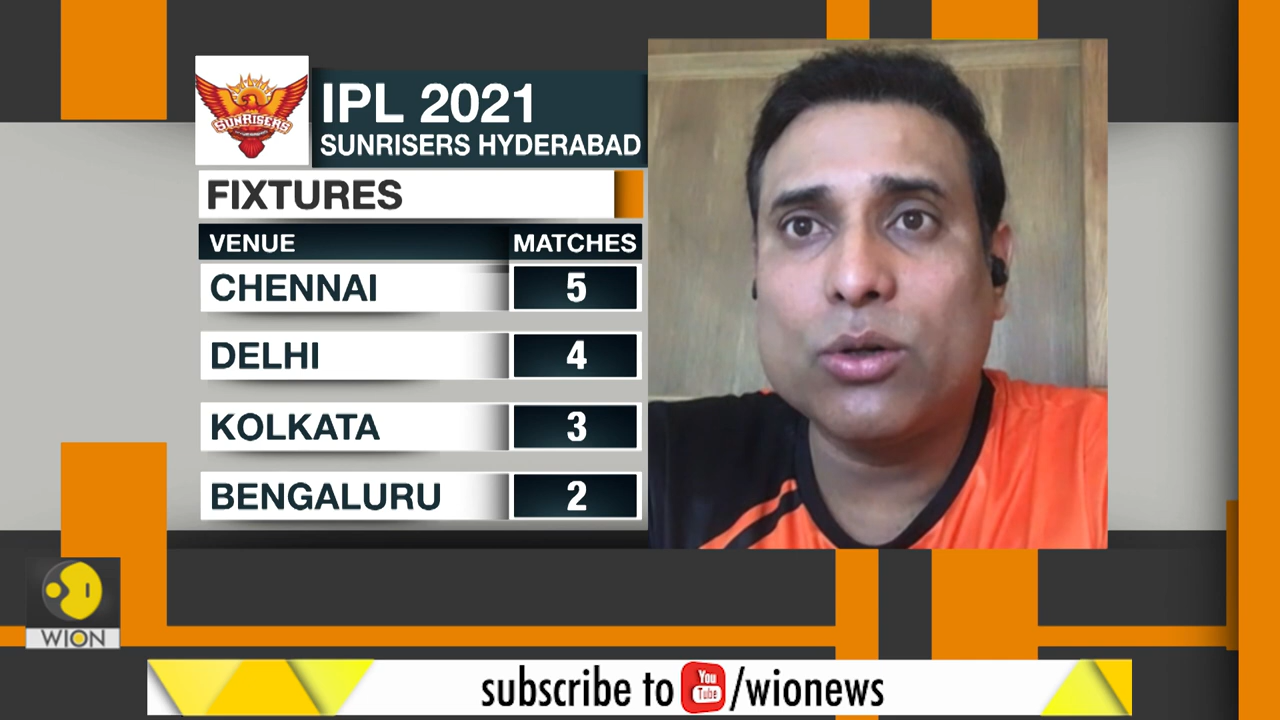 SUNRISERS
IPL 2021
SUNRISERS HYDERABAD
FIXTURES
VENUE MATCHES
CHENNAI 5
DELHI 4
KOLKATA 3
BENGALURU 2
WION
subscribe to You Tube /wionews